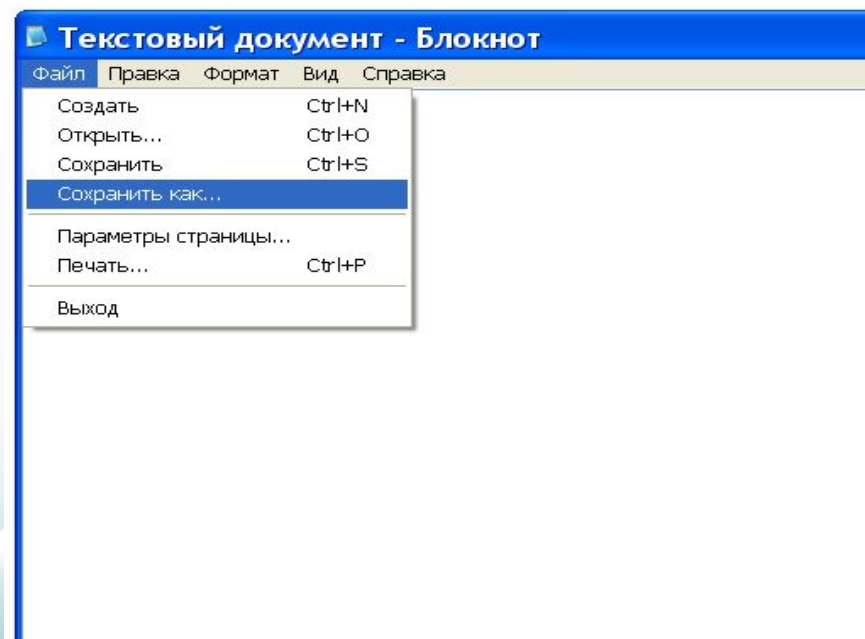 Текстовый документ - Блокнот
Файл Правка Формат Вид Справка
Создать Ctrl+N
Открыть... Ctrl+O
Сохранить Ctrl+S
Сохранить как...
Параметры страницы...
Печать... Ctrl+P
Выход